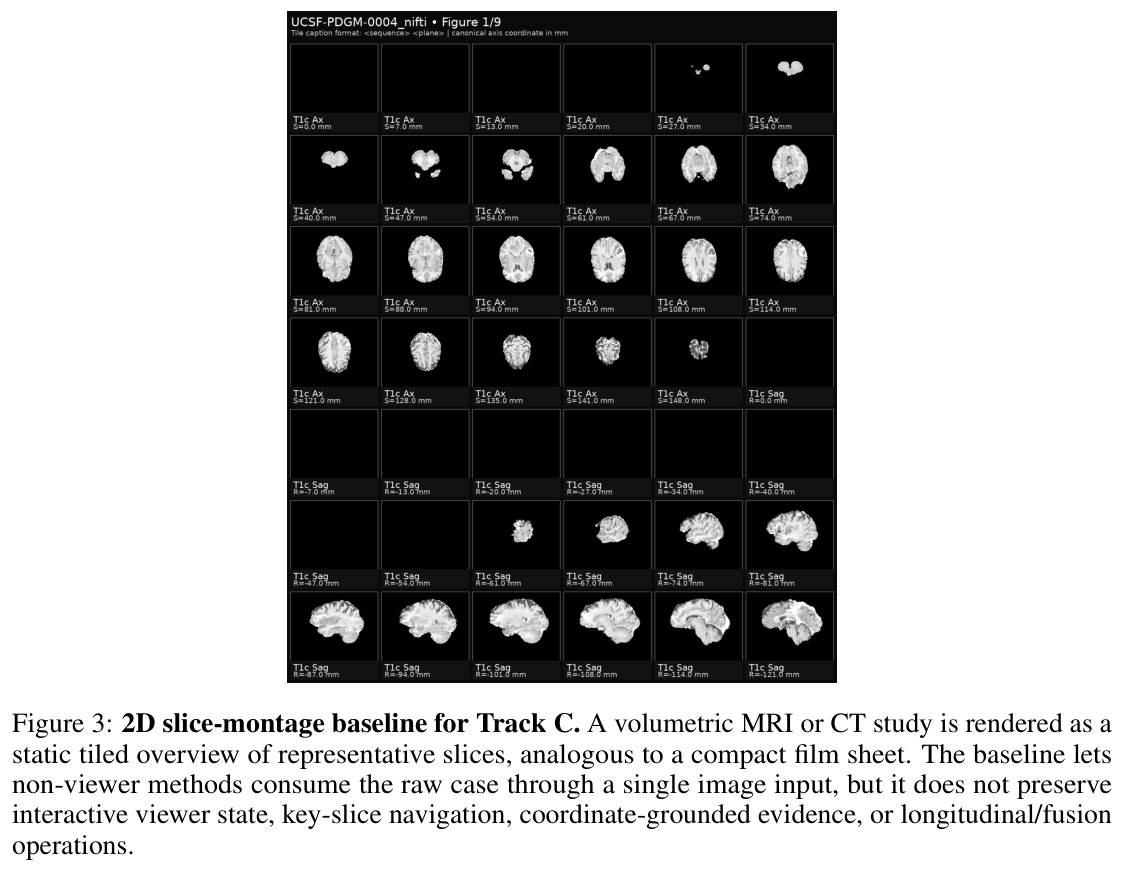 UCSF-PDGM-0004_nifti • Figure 1/9
Tile caption format: <sequence> <plane> | canonical axis coordinate in mm
T1c Ax
S=0.0 mm
T1c Ax
S=7.0 mm
T1c Ax
S=13.0 mm
T1c Ax
S=20.0 mm
T1c Ax
S=27.0 mm
T1c Ax
S=34.0 mm
T1c Ax
S=40.0 mm
T1c Ax
S=47.0 mm
T1c Ax
S=54.0 mm
T1c Ax
S=61.0 mm
T1c Ax
S=67.0 mm
T1c Ax
S=74.0 mm
T1c Ax
S=81.0 mm
T1c Ax
S=88.0 mm
T1c Ax
S=94.0 mm
T1c Ax
S=101.0 mm
T1c Ax
S=108.0 mm
T1c Ax
S=114.0 mm
T1c Ax
S=121.0 mm
T1c Ax
S=128.0 mm
T1c Ax
S=135.0 mm
T1c Ax
S=141.0 mm
T1c Ax
S=148.0 mm
T1c Sag
R=0.0 mm
T1c Sag
R=-7.0 mm
T1c Sag
R=-13.0 mm
T1c Sag
R=-20.0 mm
T1c Sag
R=-27.0 mm
T1c Sag
R=-34.0 mm
T1c Sag
R=-40.0 mm
T1c Sag
R=-47.0 mm
T1c Sag
R=-54.0 mm
T1c Sag
R=-61.0 mm
T1c Sag
R=-67.0 mm
T1c Sag
R=-74.0 mm
T1c Sag
R=-81.0 mm
T1c Sag
R=-87.0 mm
T1c Sag
R=-94.0 mm
T1c Sag
R=-101.0 mm
T1c Sag
R=-108.0 mm
T1c Sag
R=-114.0 mm
T1c Sag
R=-121.0 mm
Figure 3: 2D slice-montage baseline for Track C. A volumetric MRI or CT study is rendered as a
static tiled overview of representative slices, analogous to a compact film sheet. The baseline lets
non-viewer methods consume the raw case through a single image input, but it does not preserve
interactive viewer state, key-slice navigation, coordinate-grounded evidence, or longitudinal/fusion
operations.